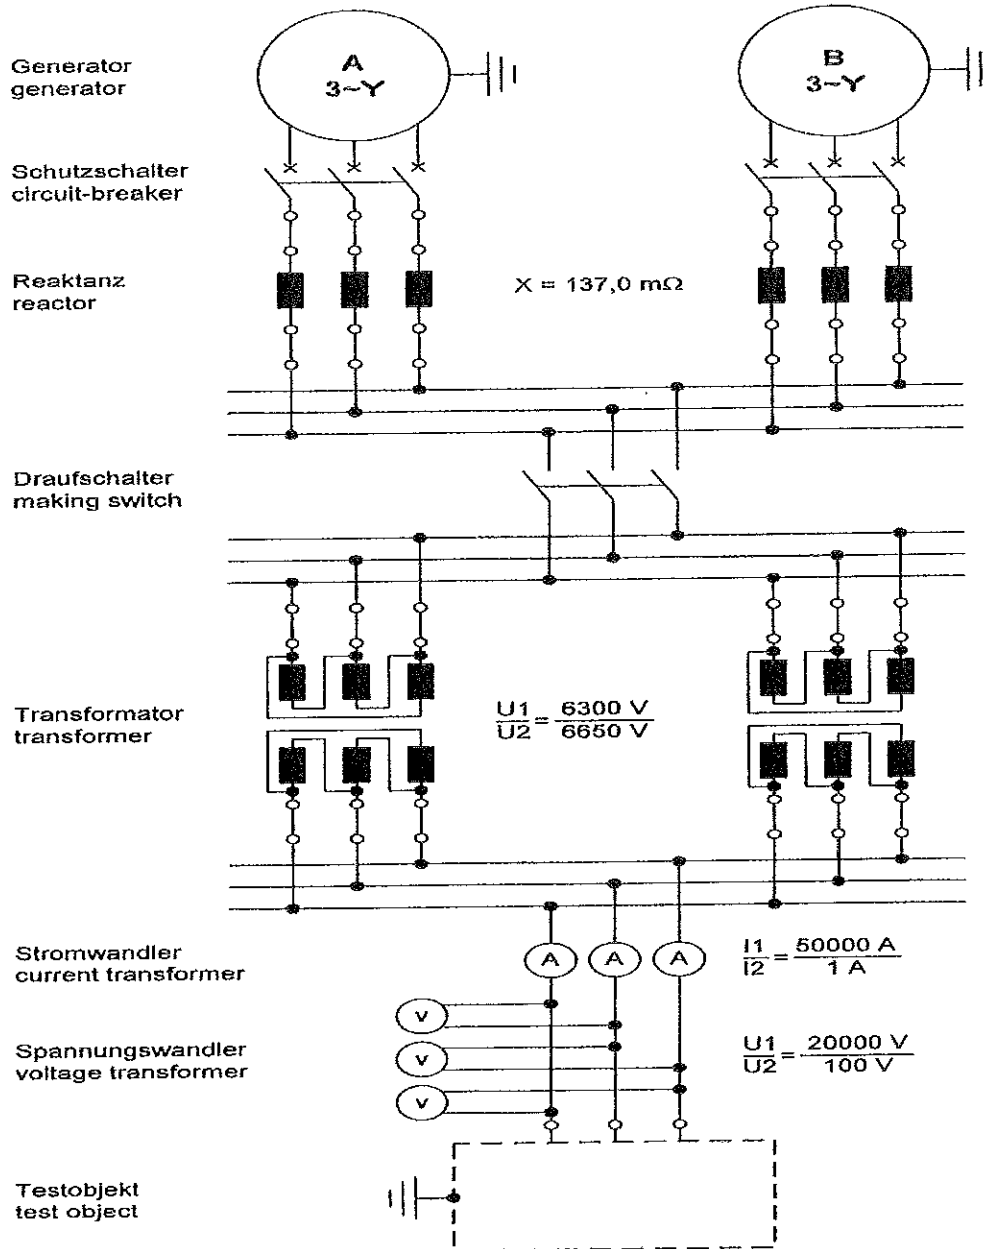 A
3~Y
B
3~Y
Generator
generator
Schutzschalter
circuit-breaker
Reaktanz
reactor
X = 137,0 mΩ
Draufschalter
making switch
Transformator
transformer
U1
U2
=
6300 V
6650 V
Stromwandler
current transformer
A
A
A
I1
I2
=
50000 A
1 A
V
V
V
Spannungswandler
voltage transformer
U1
U2
=
20000 V
100 V
Testobjekt
test object